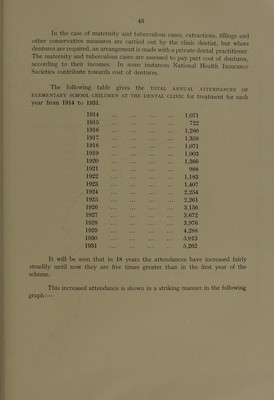 43
In the case of maternity and tuberculous cases, extractions, fillings and
other conservative measures are carried out by the clinic dentist, but where
dentures are required, an arrangement is made with a private dental practitioner.
The maternity and tuberculous cases are assessed to pay part cost of dentures,
according to their incomes. In some instances National Health Insurance
Societies contribute towards cost of dentures.
The following table gives the TOTAL ANNUAL ATTENDANCES OF
ELEMENTARY SCHOOL CHILDREN AT THE DENTAL CLINIC for treatment for each
year from 1914 to 1931.
1914 ... ... ... ... 1,071
1915 ... ... ... ... 722
1916 ... ... ... ... 1,280
1917 ... ... ... ... 1,359
1918 ... ... ... ... 1,071
1919 ... ... ... ... 1,003
1920 ... ... ... ... 1,366
1921 ... ... ... ... 988
1922 ... ... ... ... 1,183
1923 ... ... ... ... 1,407
1924 ... ... ... ... 2,254
1925 ... ... ... ... 2,261
1926 ... ... ... ... 3,156
1927 ... ... ... ... 3,672
1928 ... ... ... ... 3,976
1929 ... ... ... ... 4,288
1930 ... ... ... ... 5,013
1931 ... ... ... ... 5,202
It will be seen that in 18 years the attendances have increased fairly
steadily until now they are five times greater than in the first year of the
scheme.
This increased attendance is shown in a striking manner in the following
graph:—